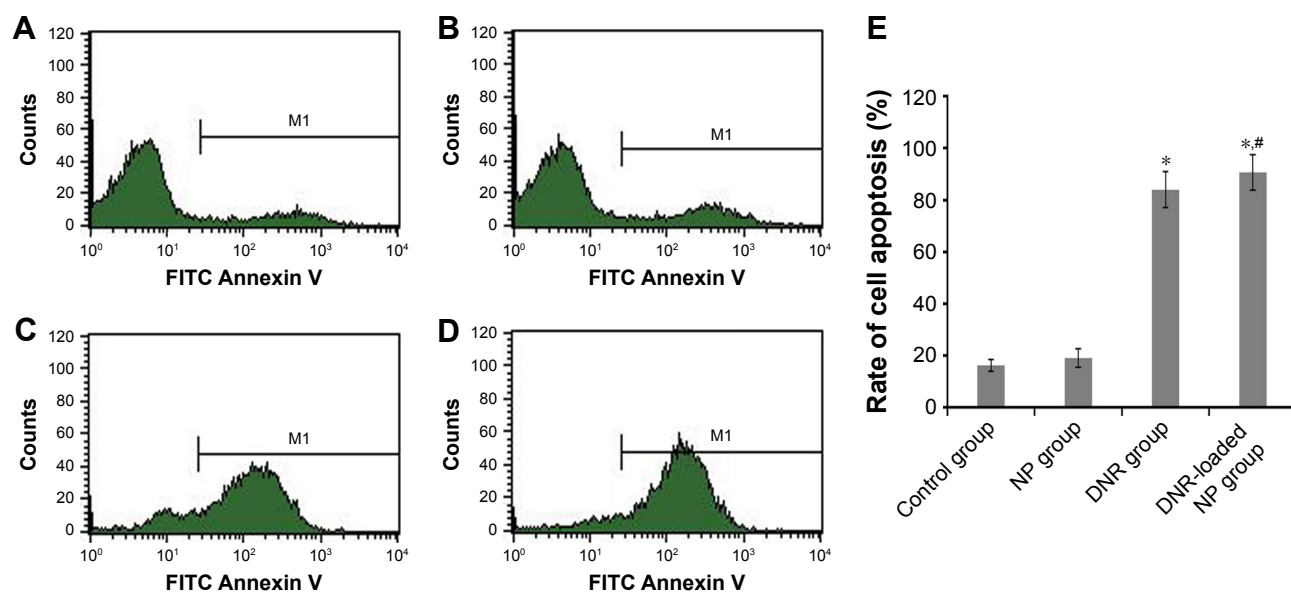 A
120
100
80
60
40
20
0
Counts
M1
10⁰ 10¹ 10² 10³ 10⁴
FITC Annexin V
B
120
100
80
60
40
20
0
Counts
M1
10⁰ 10¹ 10² 10³ 10⁴
FITC Annexin V
C
120
100
80
60
40
20
0
Counts
M1
10⁰ 10¹ 10² 10³ 10⁴
FITC Annexin V
D
120
100
80
60
40
20
0
Counts
M1
10⁰ 10¹ 10² 10³ 10⁴
FITC Annexin V
E
Rate of cell apoptosis (%)
120
100
80
60
40
20
0
*
*,#
Control group
NP group
DNR group
DNR-loaded
NP group